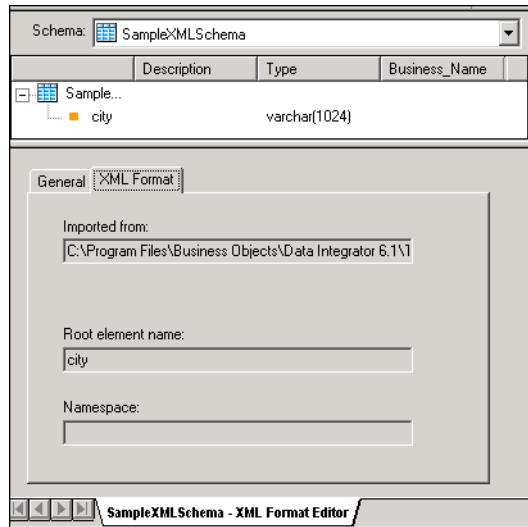 Schema: SampleXMLSchema
Description Type Business_Name
Sample...
city varchar(1024)
General XML Format
Imported from:
C:\Program Files\Business Objects\Data Integrator 6.1\1
Root element name:
city
Namespace:
SampleXMLSchema - XML Format Editor